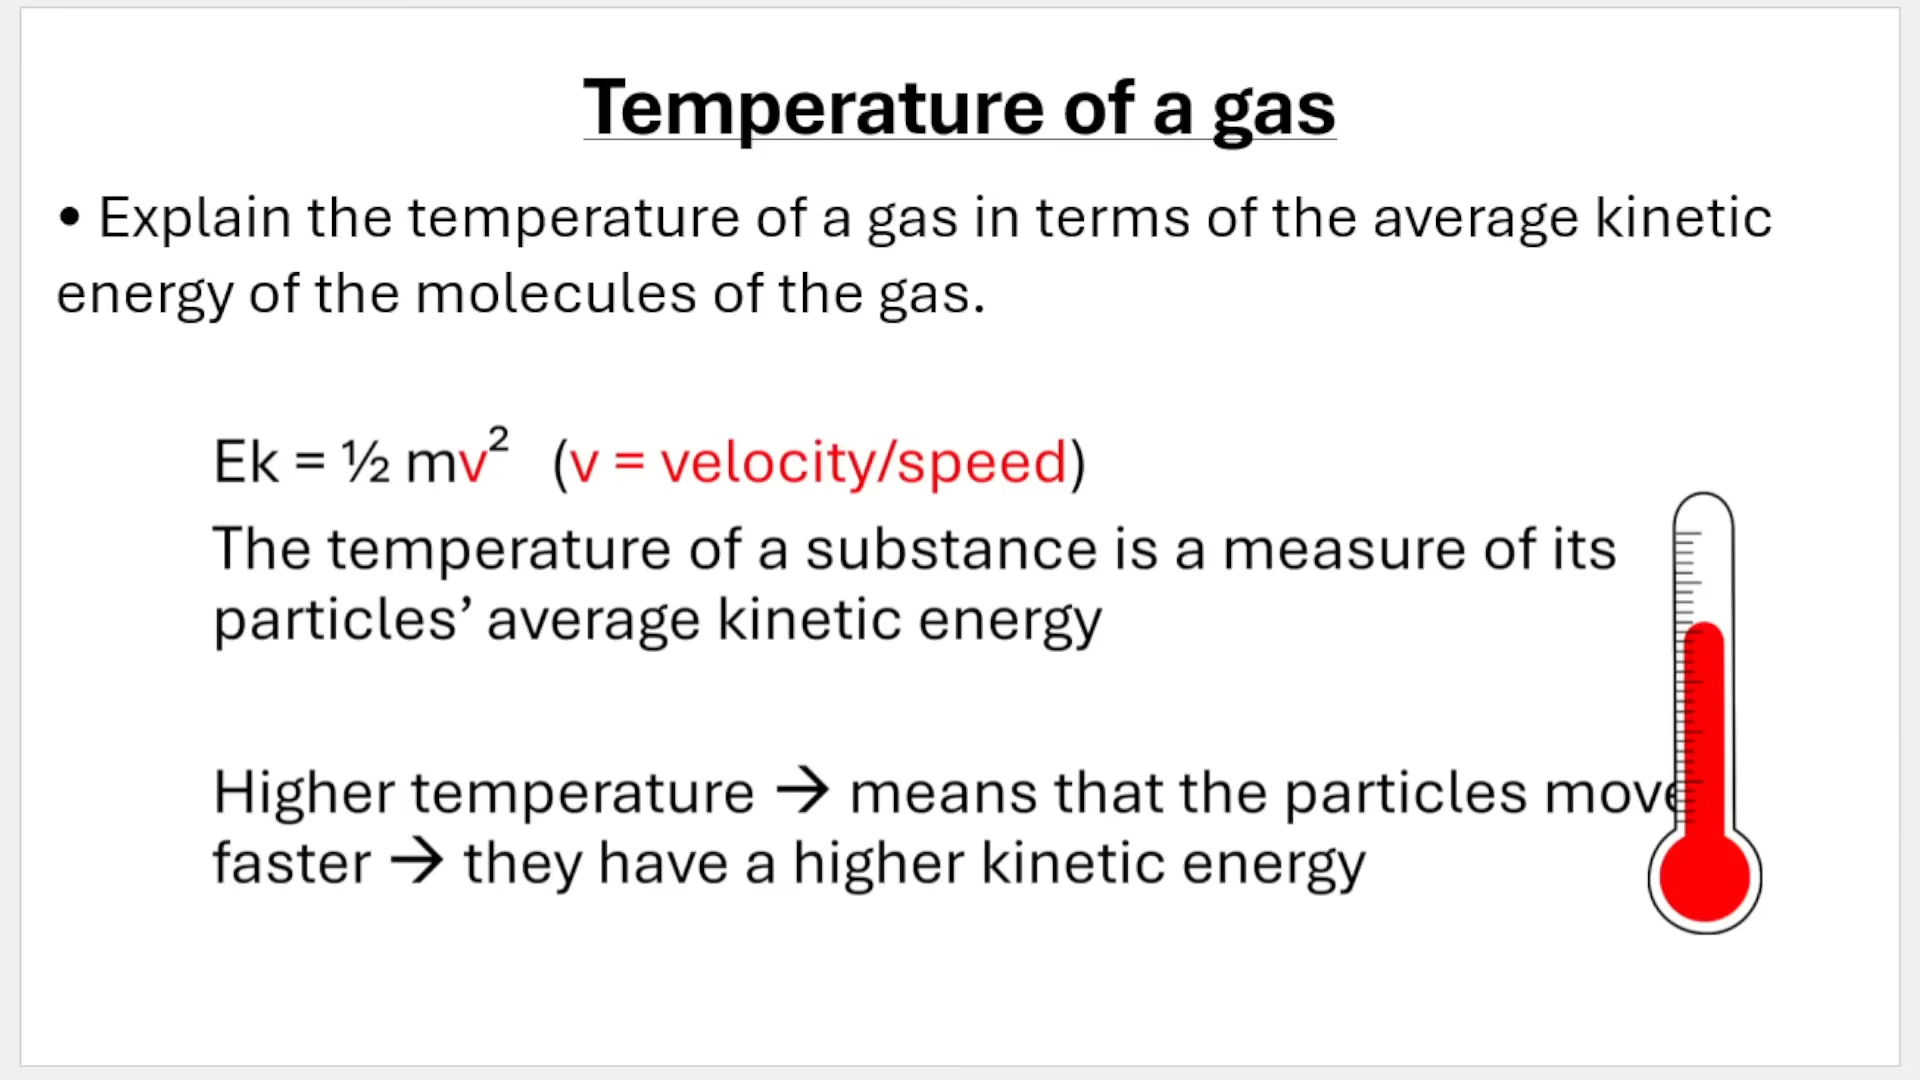 Temperature of a gas
• Explain the temperature of a gas in terms of the average kinetic
energy of the molecules of the gas.
Ek = ½ mv² (v = velocity/speed)
The temperature of a substance is a measure of its
particles’ average kinetic energy
Higher temperature → means that the particles move
faster → they have a higher kinetic energy